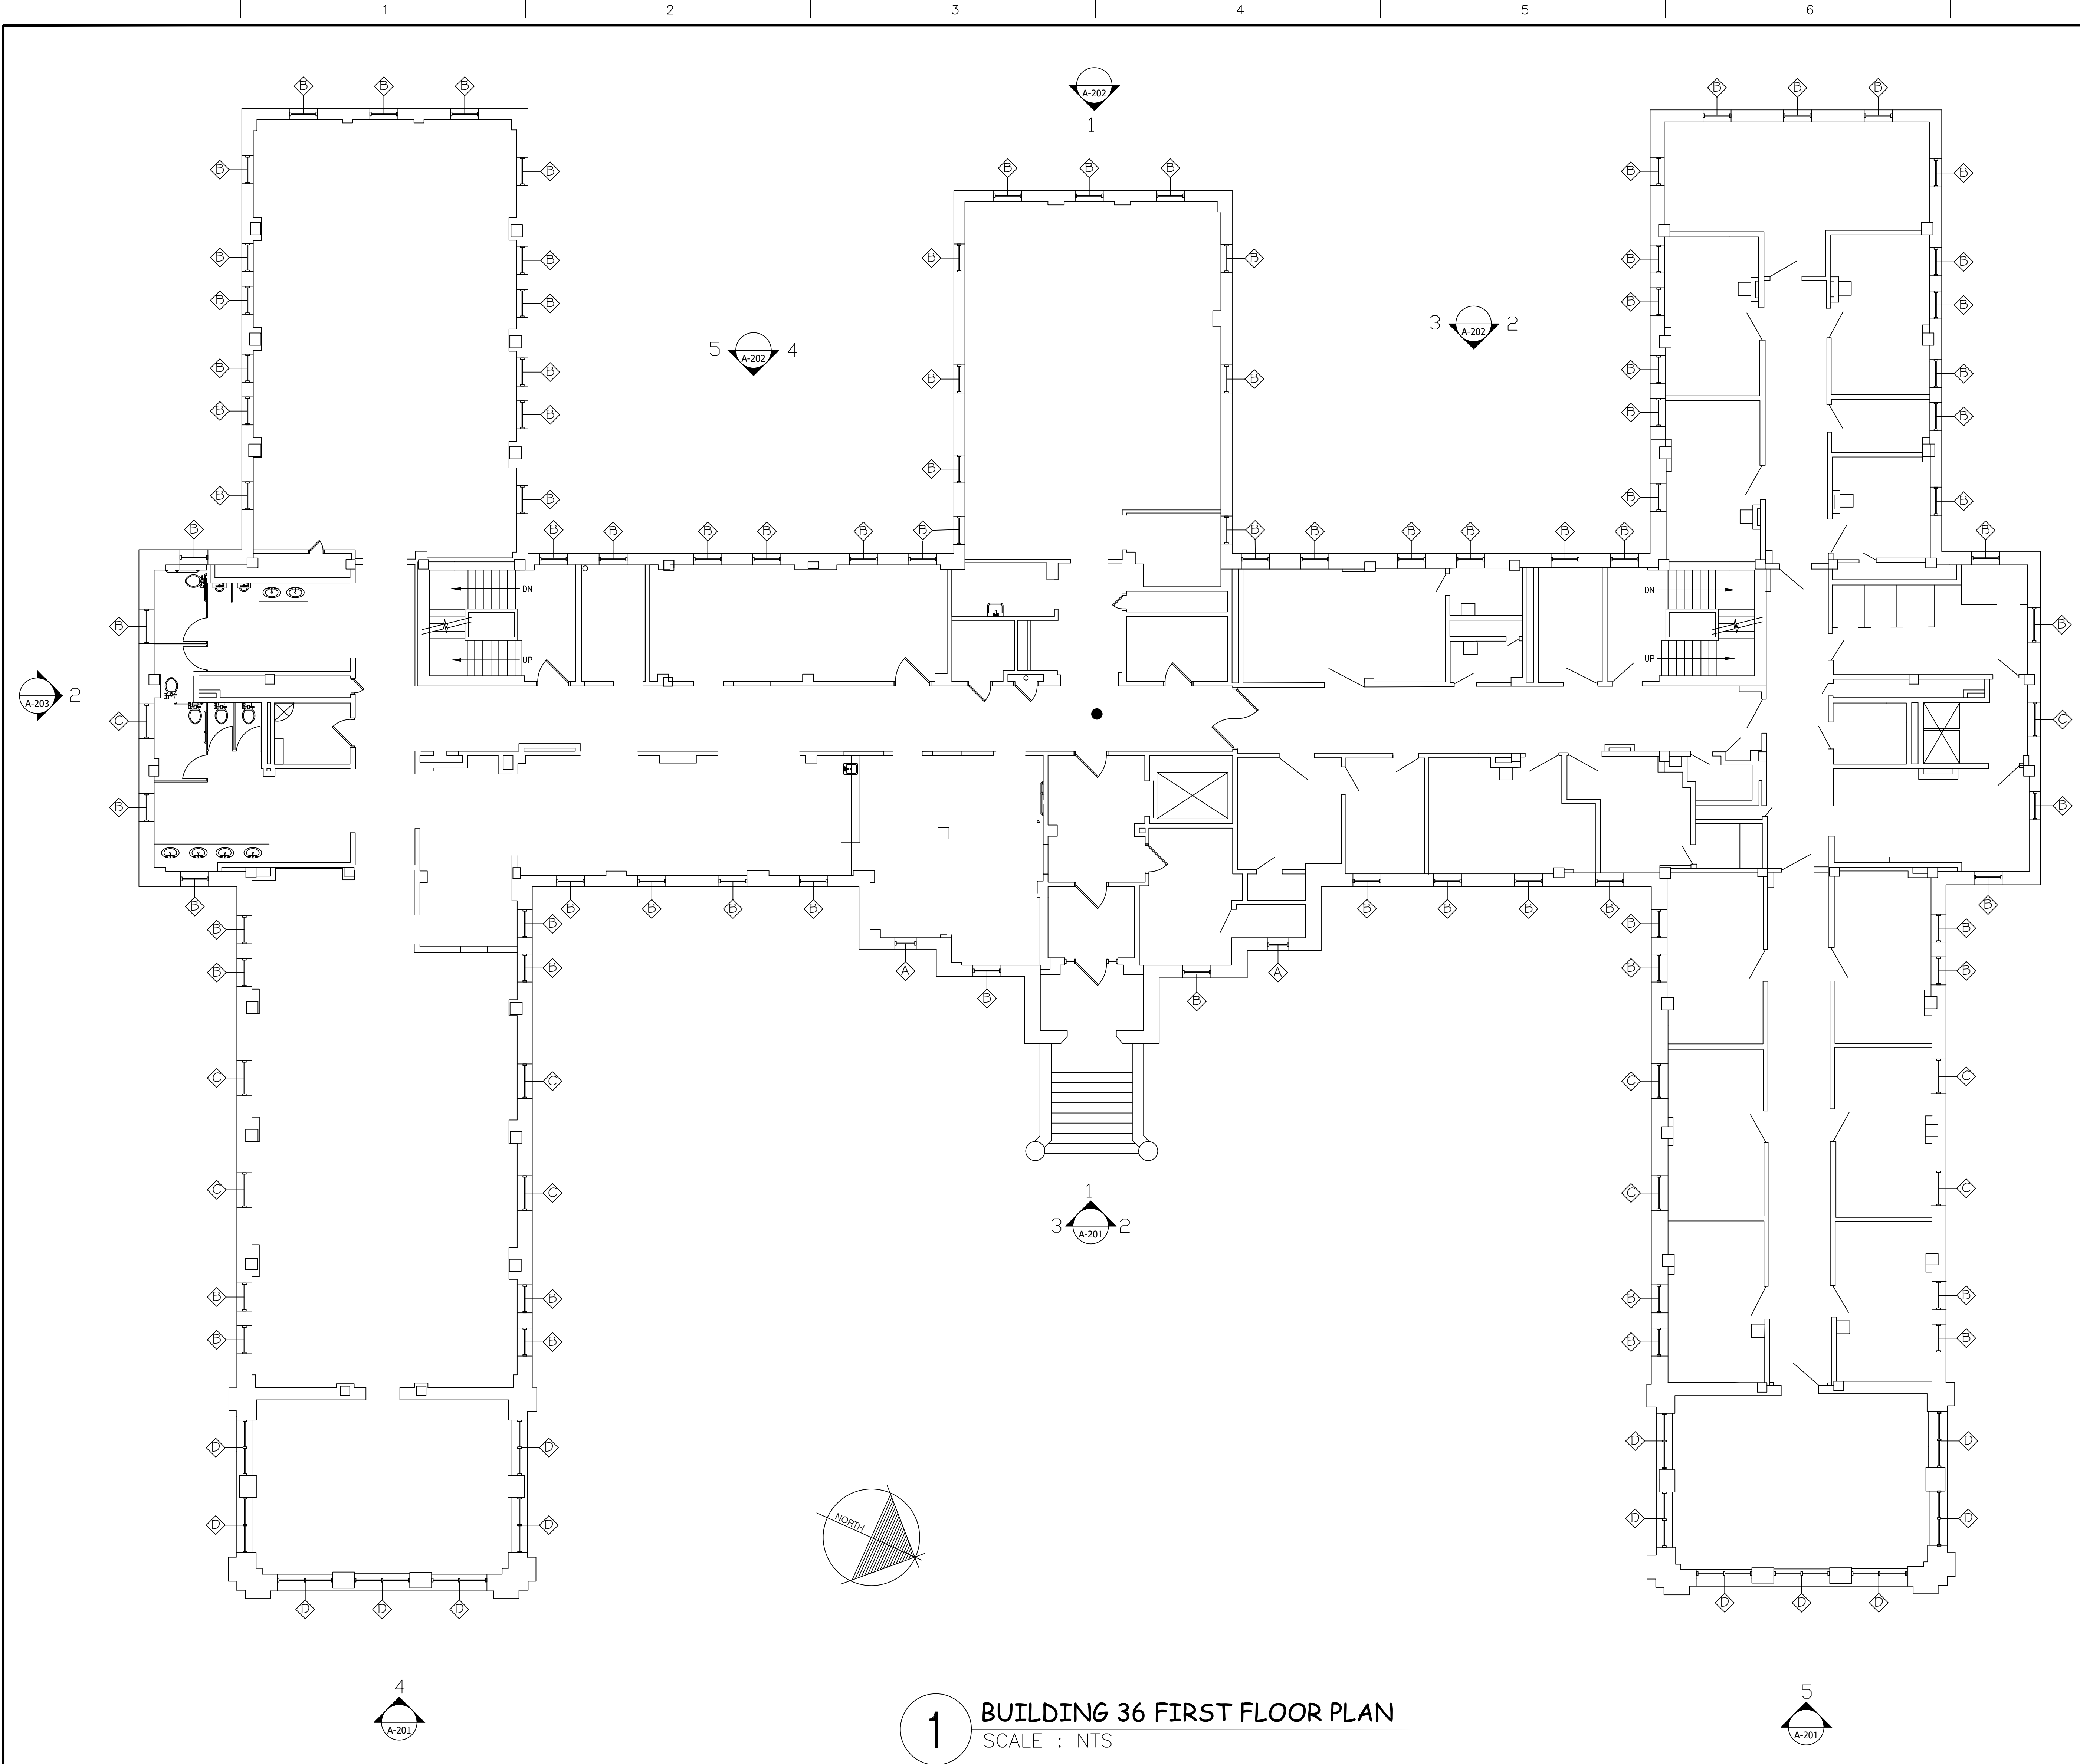 1 2 3 4 5 6
B B B B B B
A-202
1
B B B B B B B
B B B B B B
B B B B
5 A-202 4
3 A-202 2
B B B B B B
B B B B
B
B B B B
B B B B B B B B B B B B B B
DN DN
B B
UP UP
A-203 2
C C
B B
B B B B B B B B B B
B B B B
B B A A B B
B B
C C C C
C C C C
1
3 A-201 2
B B B B
B B B B
D D D D
D D D D
NORTH
D D D D D D
4
A-201
5
A-201
1 BUILDING 36 FIRST FLOOR PLAN
SCALE : NTS